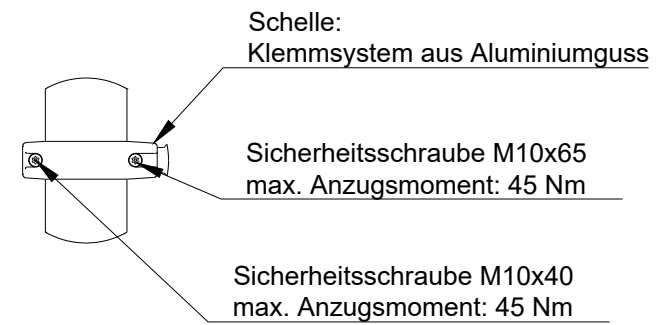 Schelle:
Klemmsystem aus Aluminiumguss
Sicherheitsschraube M10x65
max. Anzugsmoment: 45 Nm
Sicherheitsschraube M10x40
max. Anzugsmoment: 45 Nm